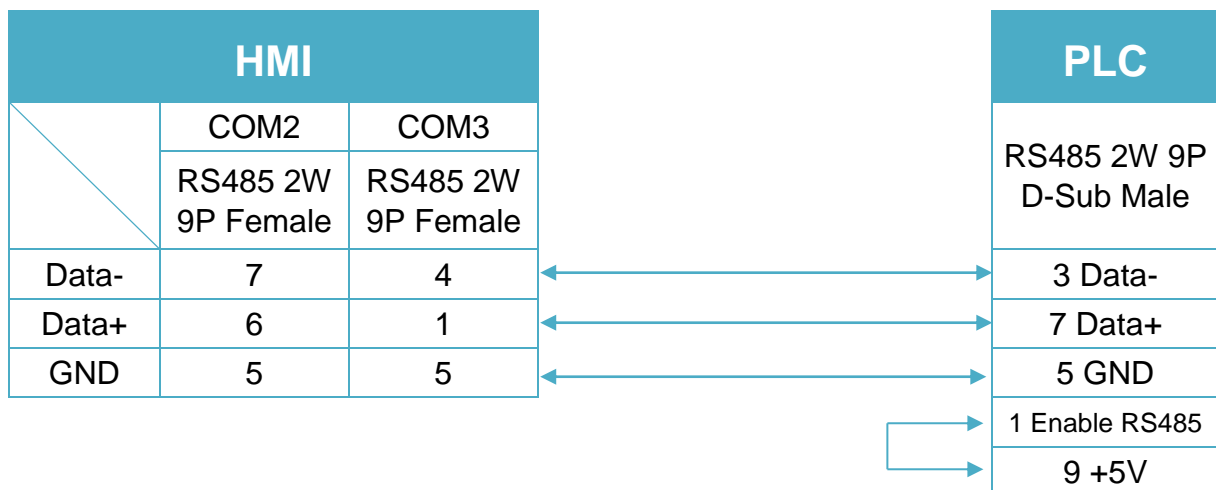 HMI
PLC
COM2 COM3
RS485 2W
9P Female
RS485 2W
9P Female
RS485 2W 9P
D-Sub Male
Data- 7 4 3 Data-
Data+ 6 1 7 Data+
GND 5 5 5 GND
1 Enable RS485
9 +5V